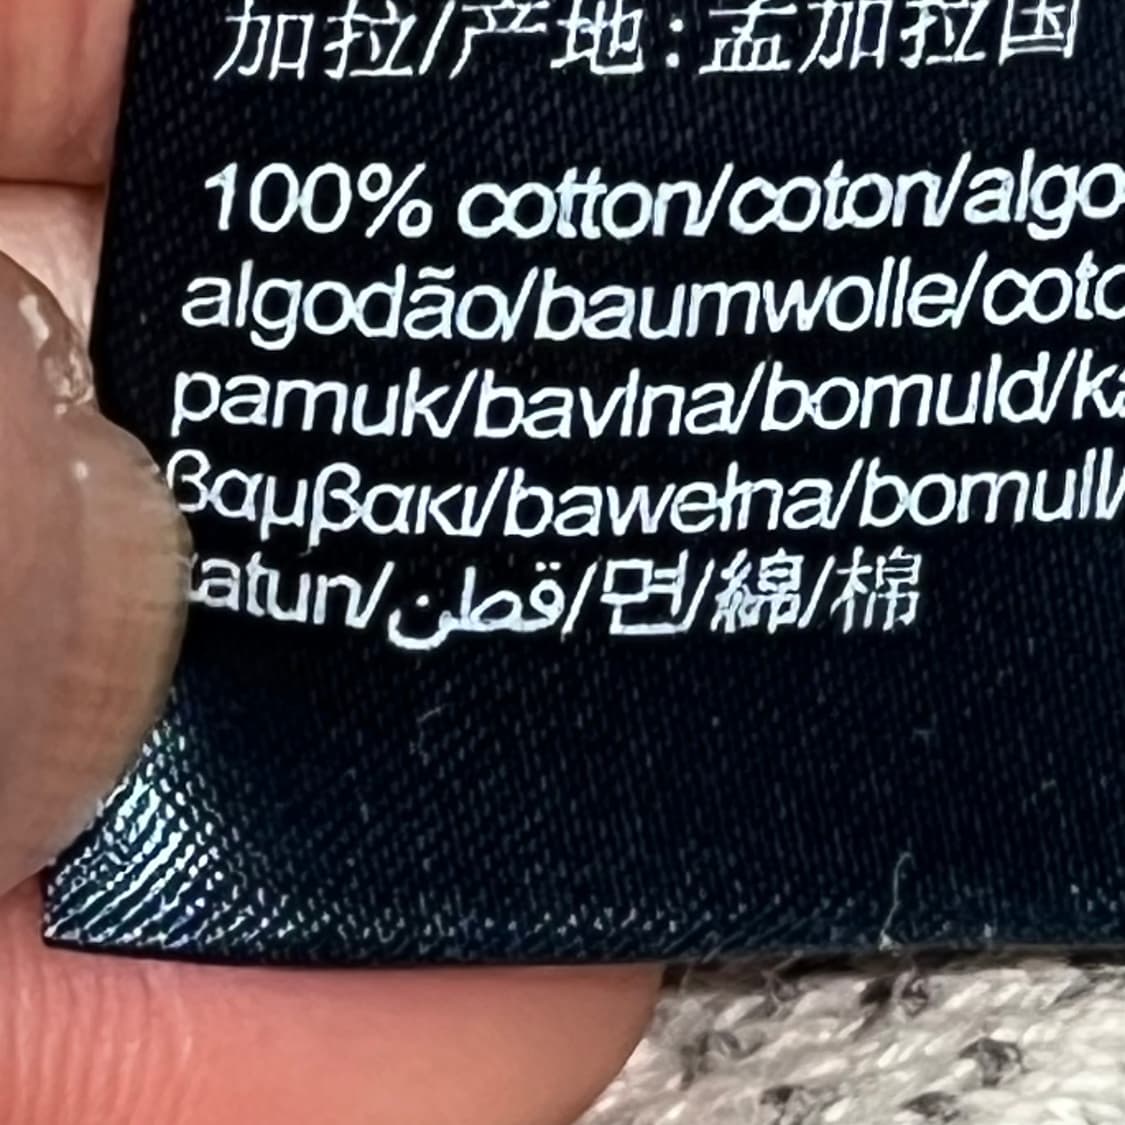 加拉/产地:孟加拉国
100% cotton/coton/algo
algodão/baumwolle/coto
pamuk/bavlna/bomuld/ka
βαμβακι/bawełna/bomull/
atun/قطن/면/綿/棉